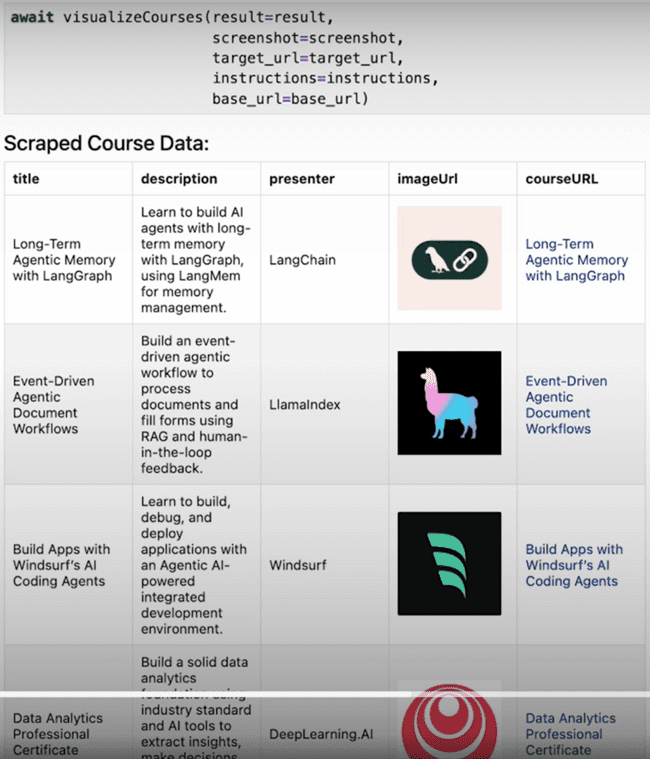 await visualizeCourses(result=result,
screenshot=screenshot,
target_url=target_url,
instructions=instructions,
base_url=base_url)
Scraped Course Data:
title description presenter imageUrl courseURL
Long-Term
Agentic Memory
with LangGraph
Learn to build AI
agents with long-
term memory
with LangGraph,
using LangMem
for memory
management.
LangChain
Long-Term
Agentic Memory
with LangGraph
Event-Driven
Agentic
Document
Workflows
Build an event-
driven agentic
workflow to
process
documents and
fill forms using
RAG and human-
in-the-loop
feedback.
LlamaIndex
Event-Driven
Agentic
Document
Workflows
Build Apps with
Windsurf's AI
Coding Agents
Learn to build,
debug, and
deploy
applications with
an Agentic AI-
powered
integrated
development
environment.
Windsurf
Build Apps with
Windsurf's AI
Coding Agents
Data Analytics
Professional
Certificate
Build a solid data
analytics
foundation using
industry standard
and AI tools to
extract insights,
make decisions
DeepLearning.AI
Data Analytics
Professional
Certificate